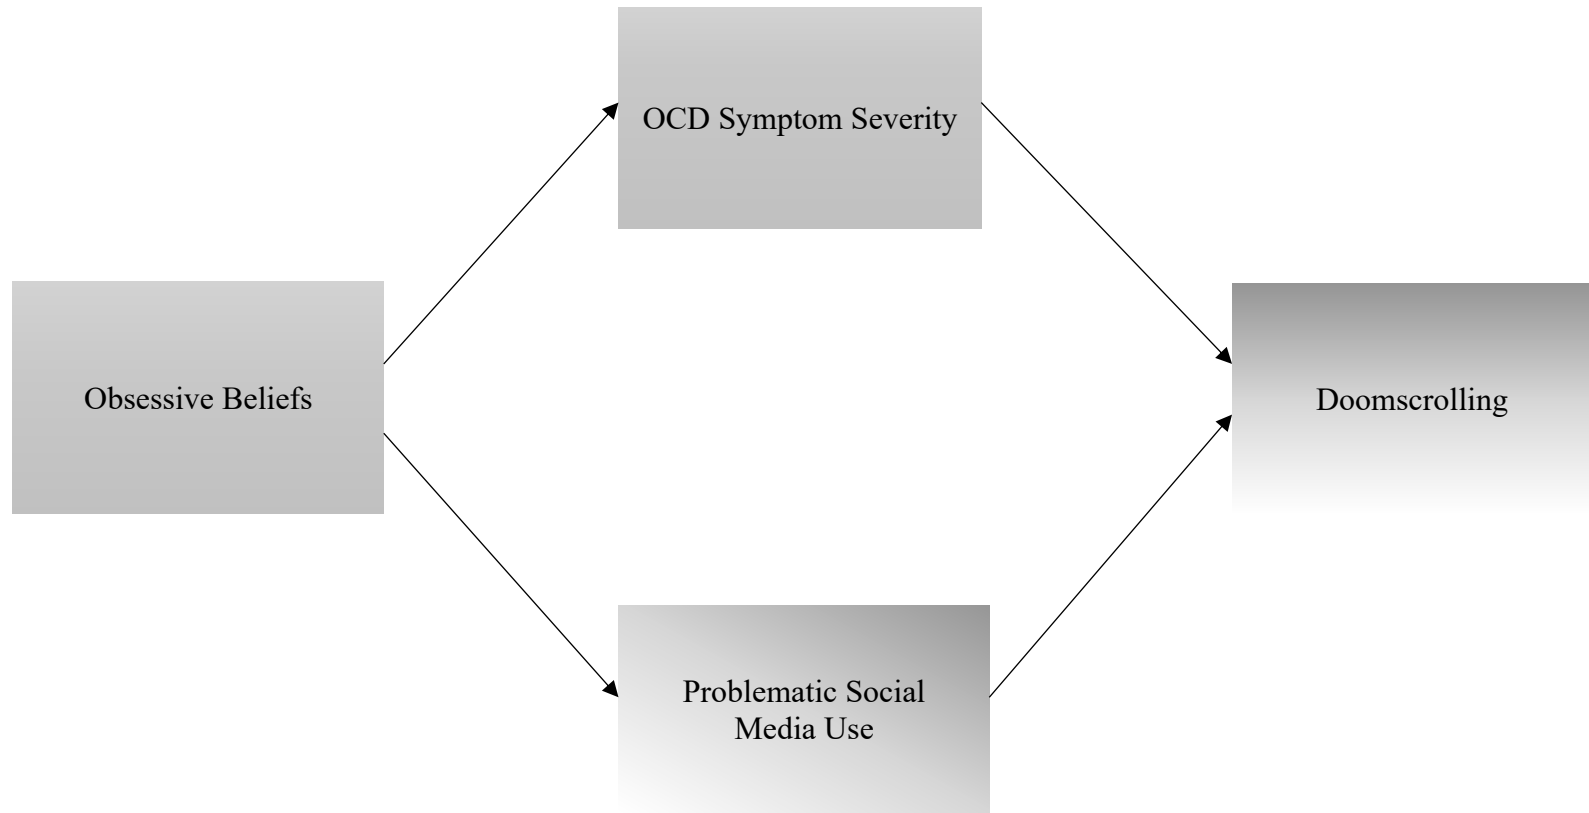 OCD Symptom Severity
Obsessive Beliefs
Doomscrolling
Problematic Social
Media Use